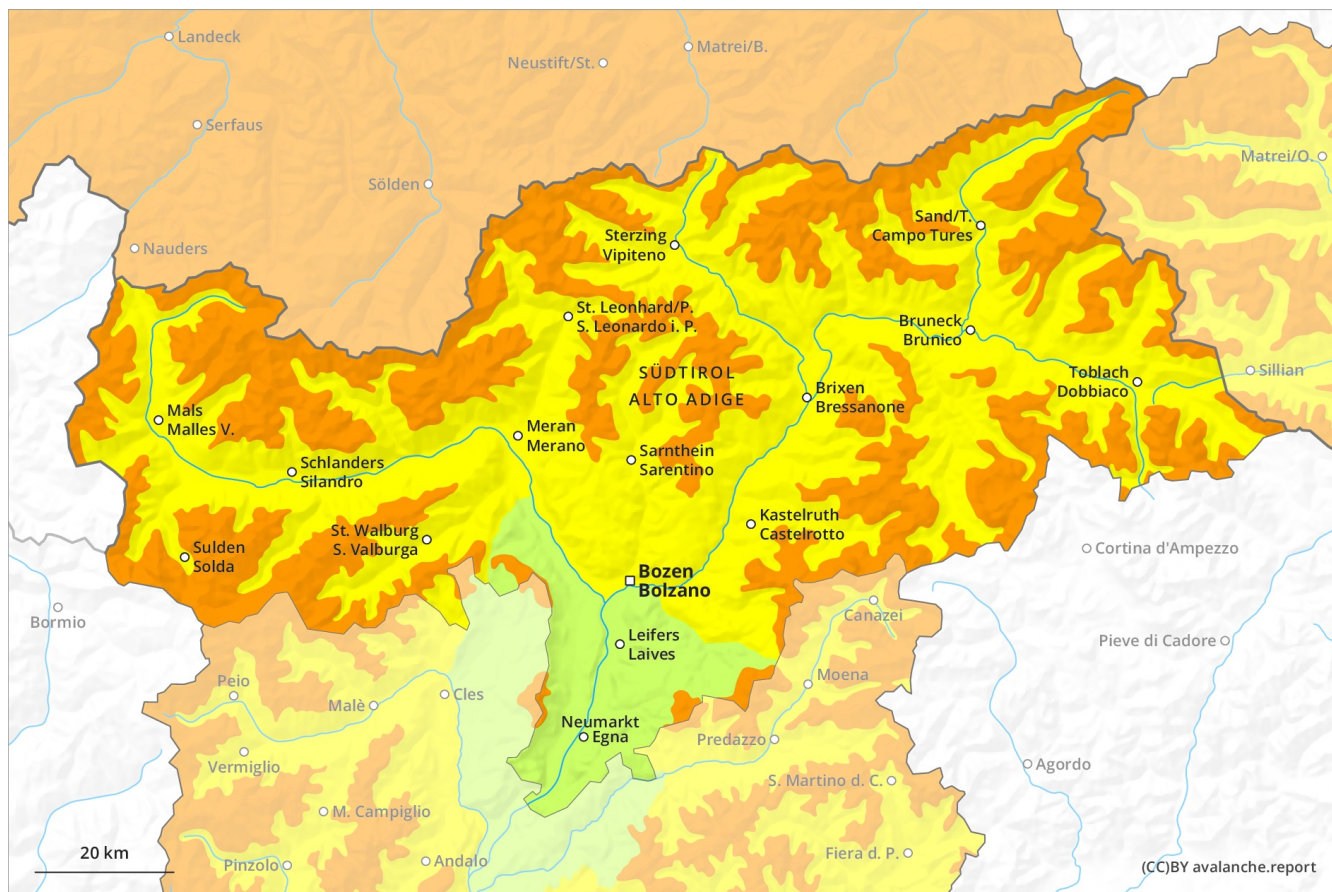 Landeck
Matrei/B.
Neustift/St.
Serfaus
Matrei/O.
Sölden
Sand/T.
Campo Tures
Sterzing
Vipiteno
Nauders
St. Leonhard/P.
S. Leonardo i. P.
Bruneck
Brunico
SÜDTIROL
ALTO ADIGE
Toblach
Dobbiaco
Sillian
Brixen
Bressanone
Mals
Malles V.
Meran
Merano
Sarnthein
Sarentino
Schlanders
Silandro
Kastelruth
Castelrotto
St. Walburg
S. Valburga
Sulden
Solda
Cortina d'Ampezzo
Bozen
Bolzano
Bormio
Canazei
Leifers
Laives
Pieve di Cadore
Peio
Moena
Cles
Malè
Neumarkt
Egna
Predazzo
Vermiglio
Agordo
S. Martino d. C.
M. Campiglio
20 km
Andalo
Fiera d. P.
Pinzolo
(CC)BY avalanche.report